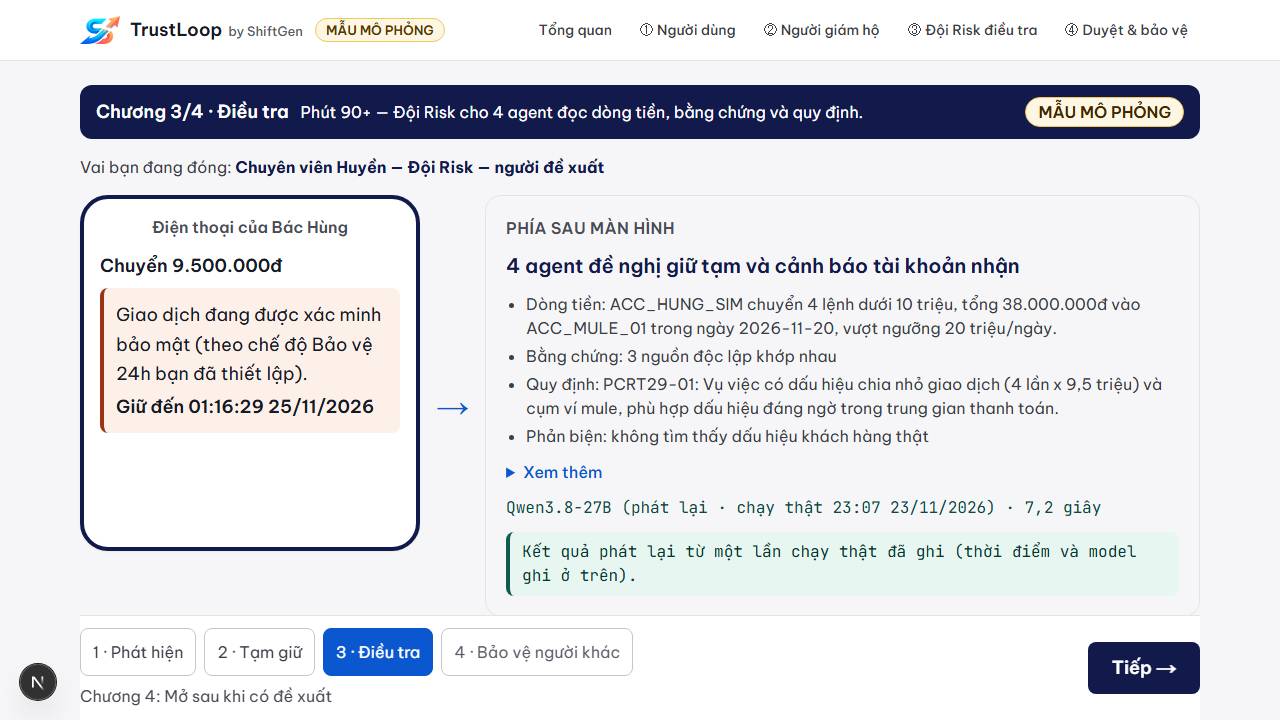 TrustLoop by ShiftGen MẪU MÔ PHỎNG Tổng quan ① Người dùng ② Người giám hộ ③ Đội Risk điều tra ④ Duyệt & bảo vệ
Chương 3/4 · Điều tra Phút 90+ — Đội Risk cho 4 agent đọc dòng tiền, bằng chứng và quy định. MẪU MÔ PHỎNG
Vai bạn đang đóng: Chuyên viên Huyền — Đội Risk — người đề xuất
Điện thoại của Bác Hùng
Chuyển 9.500.000đ
Giao dịch đang được xác minh
bảo mật (theo chế độ Bảo vệ
24h bạn đã thiết lập).
Giữ đến 01:16:29 25/11/2026
→
PHÍA SAU MÀN HÌNH
4 agent đề nghị giữ tạm và cảnh báo tài khoản nhận
• Dòng tiền: ACC_HUNG_SIM chuyển 4 lệnh dưới 10 triệu, tổng 38.000.000đ vào
ACC_MULE_01 trong ngày 2026-11-20, vượt ngưỡng 20 triệu/ngày.
• Bằng chứng: 3 nguồn độc lập khớp nhau
• Quy định: PCRT29-01: Vụ việc có dấu hiệu chia nhỏ giao dịch (4 lần x 9,5 triệu) và
cụm ví mule, phù hợp dấu hiệu đáng ngờ trong trung gian thanh toán.
• Phản biện: không tìm thấy dấu hiệu khách hàng thật
▶ Xem thêm
Qwen3.8-27B (phát lại · chạy thật 23:07 23/11/2026) · 7,2 giây
Kết quả phát lại từ một lần chạy thật đã ghi (thời điểm và model
ghi ở trên).
1 · Phát hiện 2 · Tạm giữ 3 · Điều tra 4 · Bảo vệ người khác
Tiếp →
Chương 4: Mở sau khi có đề xuất
N